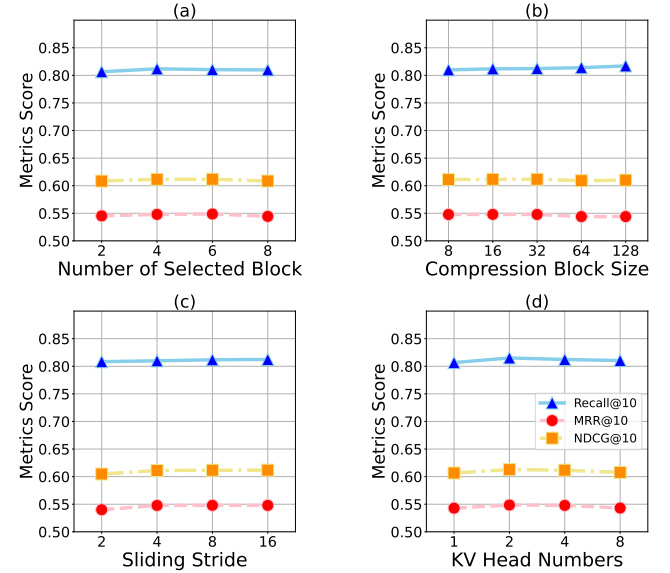 (a)
Metrics Score
0.85
0.80
0.75
0.70
0.65
0.60
0.55
0.50
2 4 6 8
Number of Selected Block
(b)
Metrics Score
0.85
0.80
0.75
0.70
0.65
0.60
0.55
0.50
8 16 32 64 128
Compression Block Size
(c)
Metrics Score
0.85
0.80
0.75
0.70
0.65
0.60
0.55
0.50
2 4 8 16
Sliding Stride
(d)
Metrics Score
0.85
0.80
0.75
0.70
0.65
0.60
0.55
0.50
Recall@10
MRR@10
NDCG@10
1 2 4 8
KV Head Numbers